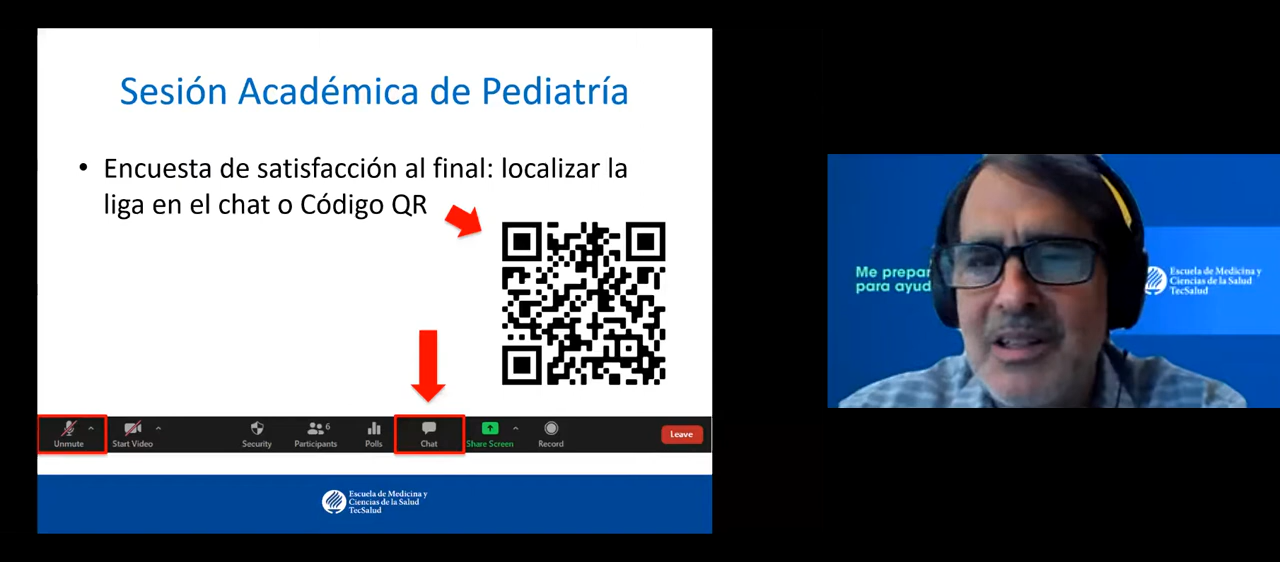 Sesión Académica de Pediatría
• Encuesta de satisfacción al final: localizar la
liga en el chat o Código QR
Unmute
Start Video
Security
Participants
6
Polls
Chat
Share Screen
Record
Leave
Escuela de Medicina y
Ciencias de la Salud
TecSalud
Me prepar
para ayud
Escuela de Medicina y
Ciencias de la Salud
TecSalud